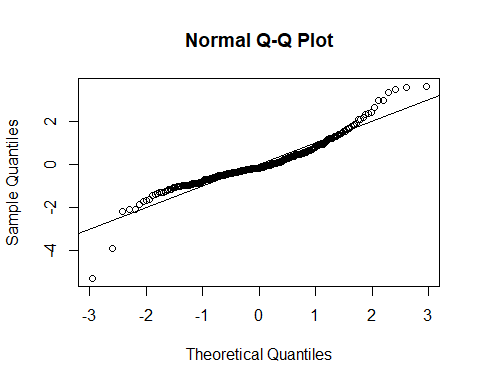 Normal Q-Q Plot
Sample Quantiles
2
0
-2
-4
-3 -2 -1 0 1 2 3
Theoretical Quantiles